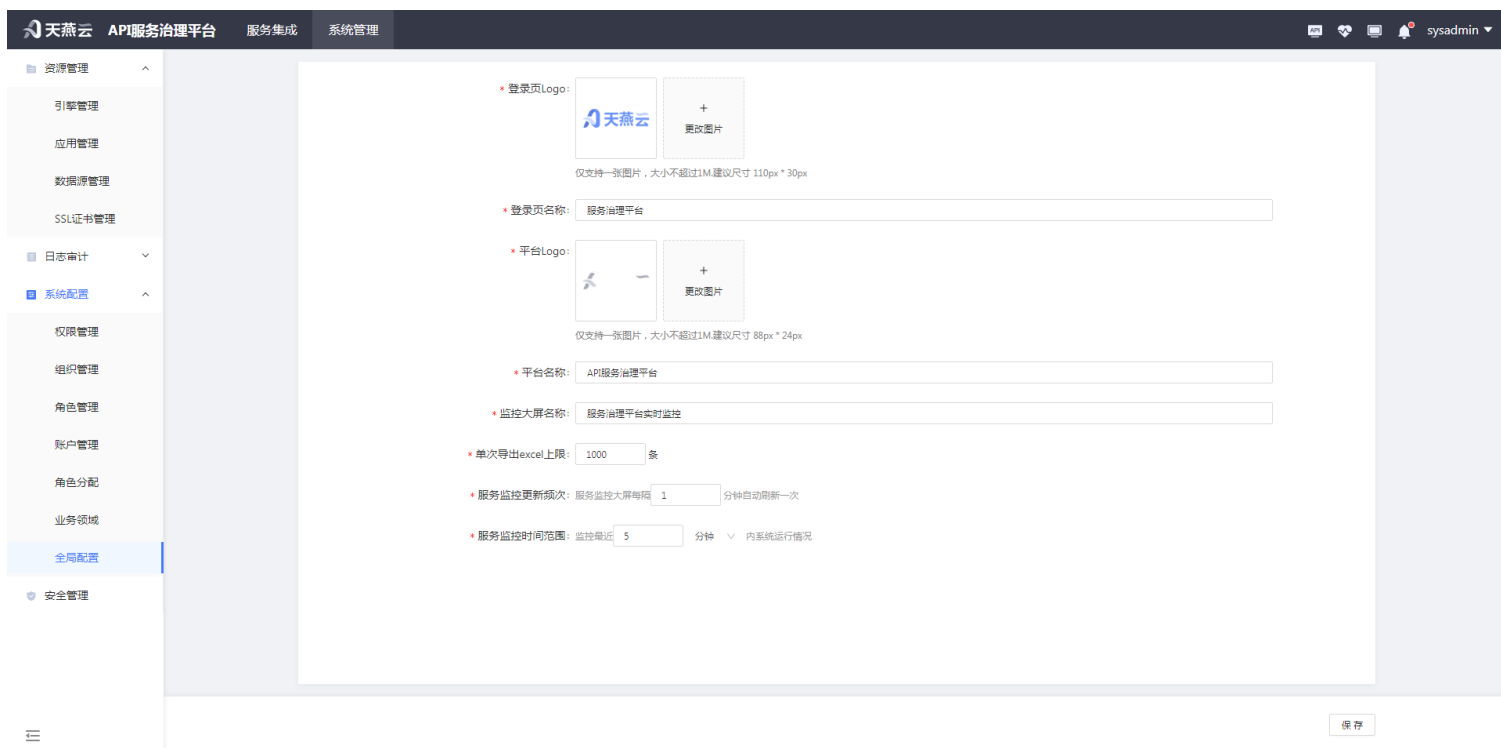 天燕云 API服务治理平台 服务集成 系统管理 API sysadmin
资源管理
引擎管理
应用管理
数据源管理
SSL证书管理
日志审计
系统配置
权限管理
组织管理
角色管理
账户管理
角色分配
业务领域
全局配置
安全管理
* 登录页Logo:
天燕云
+
更改图片
仅支持一张图片，大小不超过1M.建议尺寸 110px * 30px
* 登录页名称: 服务治理平台
* 平台Logo:
+
更改图片
仅支持一张图片，大小不超过1M.建议尺寸 88px * 24px
* 平台名称: API服务治理平台
* 监控大屏名称: 服务治理平台实时监控
* 单次导出excel上限: 1000 条
* 服务监控更新频次: 服务监控大屏每隔 1 分钟自动刷新一次
* 服务监控时间范围: 监控最近 5 分钟 内系统运行情况
保存